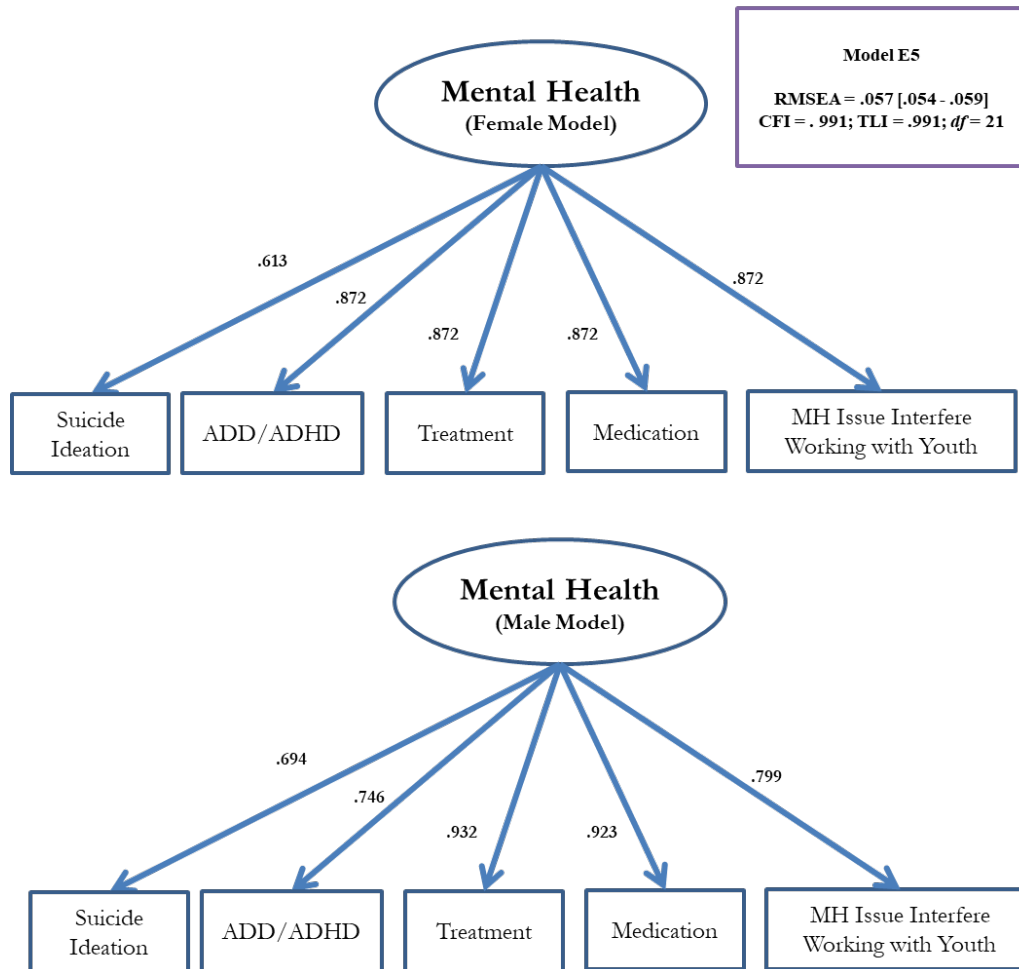 Model E5
RMSEA = .057 [.054 - .059]
CFI = . 991; TLI = .991; df = 21
Mental Health
(Female Model)
.613
.872
.872
.872
.872
Suicide
Ideation
ADD/ADHD
Treatment
Medication
MH Issue Interfere
Working with Youth
Mental Health
(Male Model)
.694
.746
.932
.923
.799
Suicide
Ideation
ADD/ADHD
Treatment
Medication
MH Issue Interfere
Working with Youth